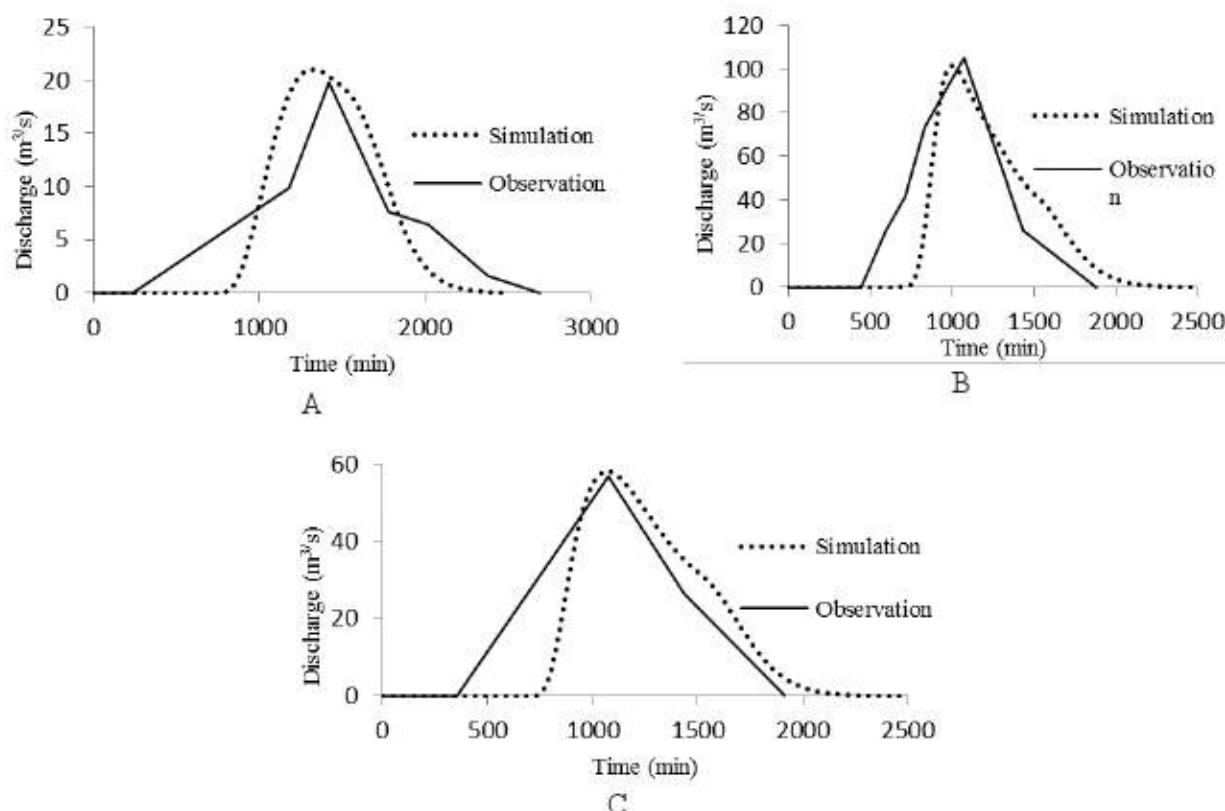 25
20
15
10
5
0
Discharge (m³/s)
0 1000 2000 3000
Time (min)
Simulation
Observation
A
120
100
80
60
40
20
0
Discharge (m³/s)
0 500 1000 1500 2000 2500
Time (min)
Simulation
Observatio
n
B
60
40
20
0
Discharge (m³/s)
0 500 1000 1500 2000 2500
Time (min)
Simulation
Observation
C